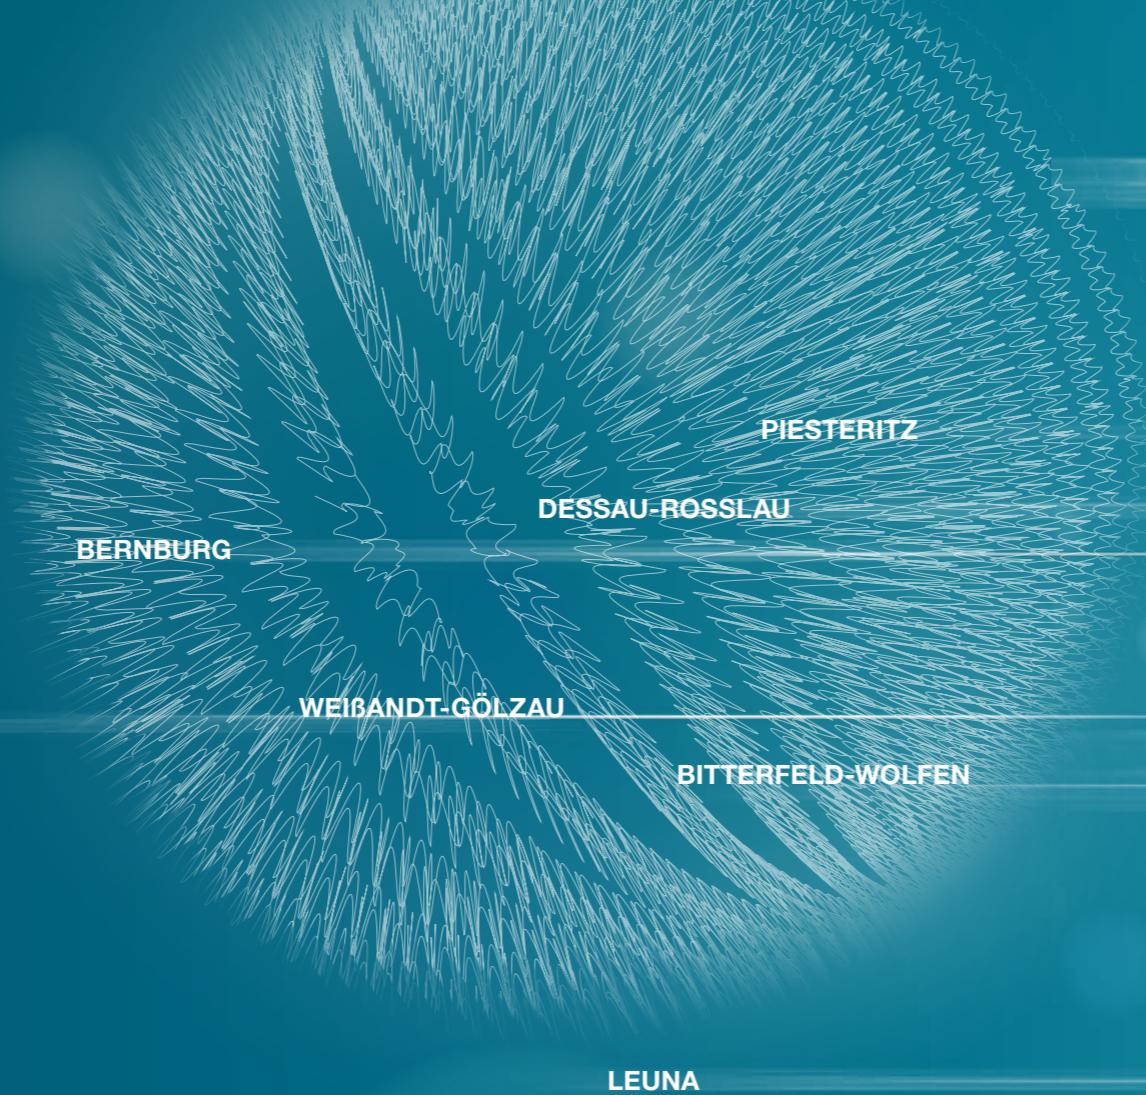 PIESTERITZ
DESSAU-ROSSLAU
BERNBURG
WEIßANDT-GÖLZAU
BITTERFELD-WOLFEN
LEUNA